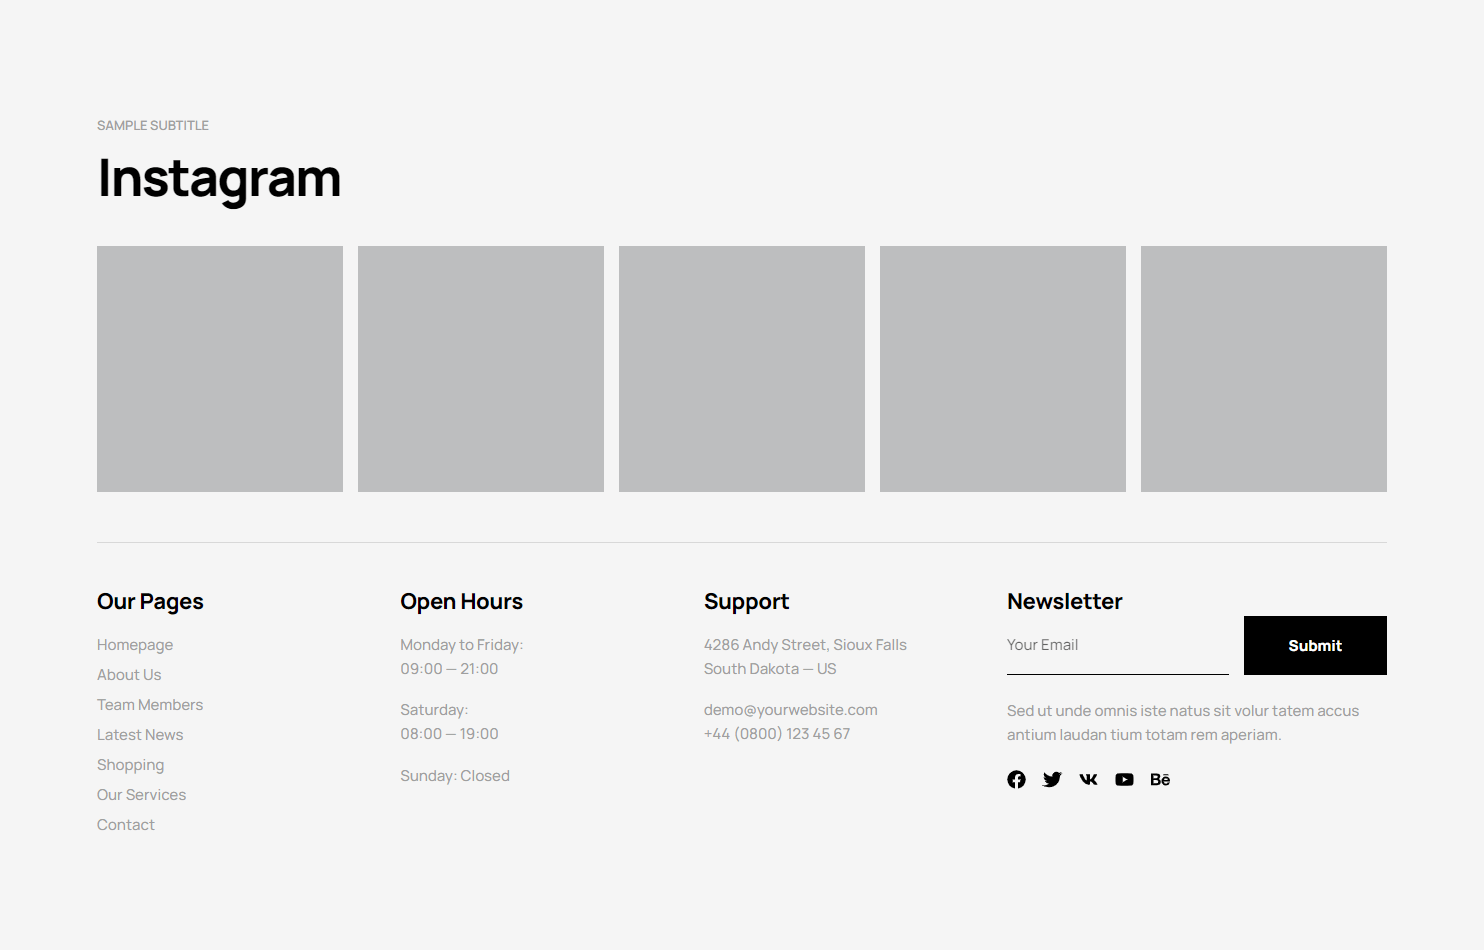 SAMPLE SUBTITLE
Instagram
Our Pages
Homepage
About Us
Team Members
Latest News
Shopping
Our Services
Contact
Open Hours
Monday to Friday:
09:00 — 21:00
Saturday:
08:00 — 19:00
Sunday: Closed
Support
4286 Andy Street, Sioux Falls
South Dakota — US
demo@yourwebsite.com
+44 (0800) 123 45 67
Newsletter
Your Email
Submit
Sed ut unde omnis iste natus sit volur tatem accus
antium laudan tium totam rem aperiam.
Bē